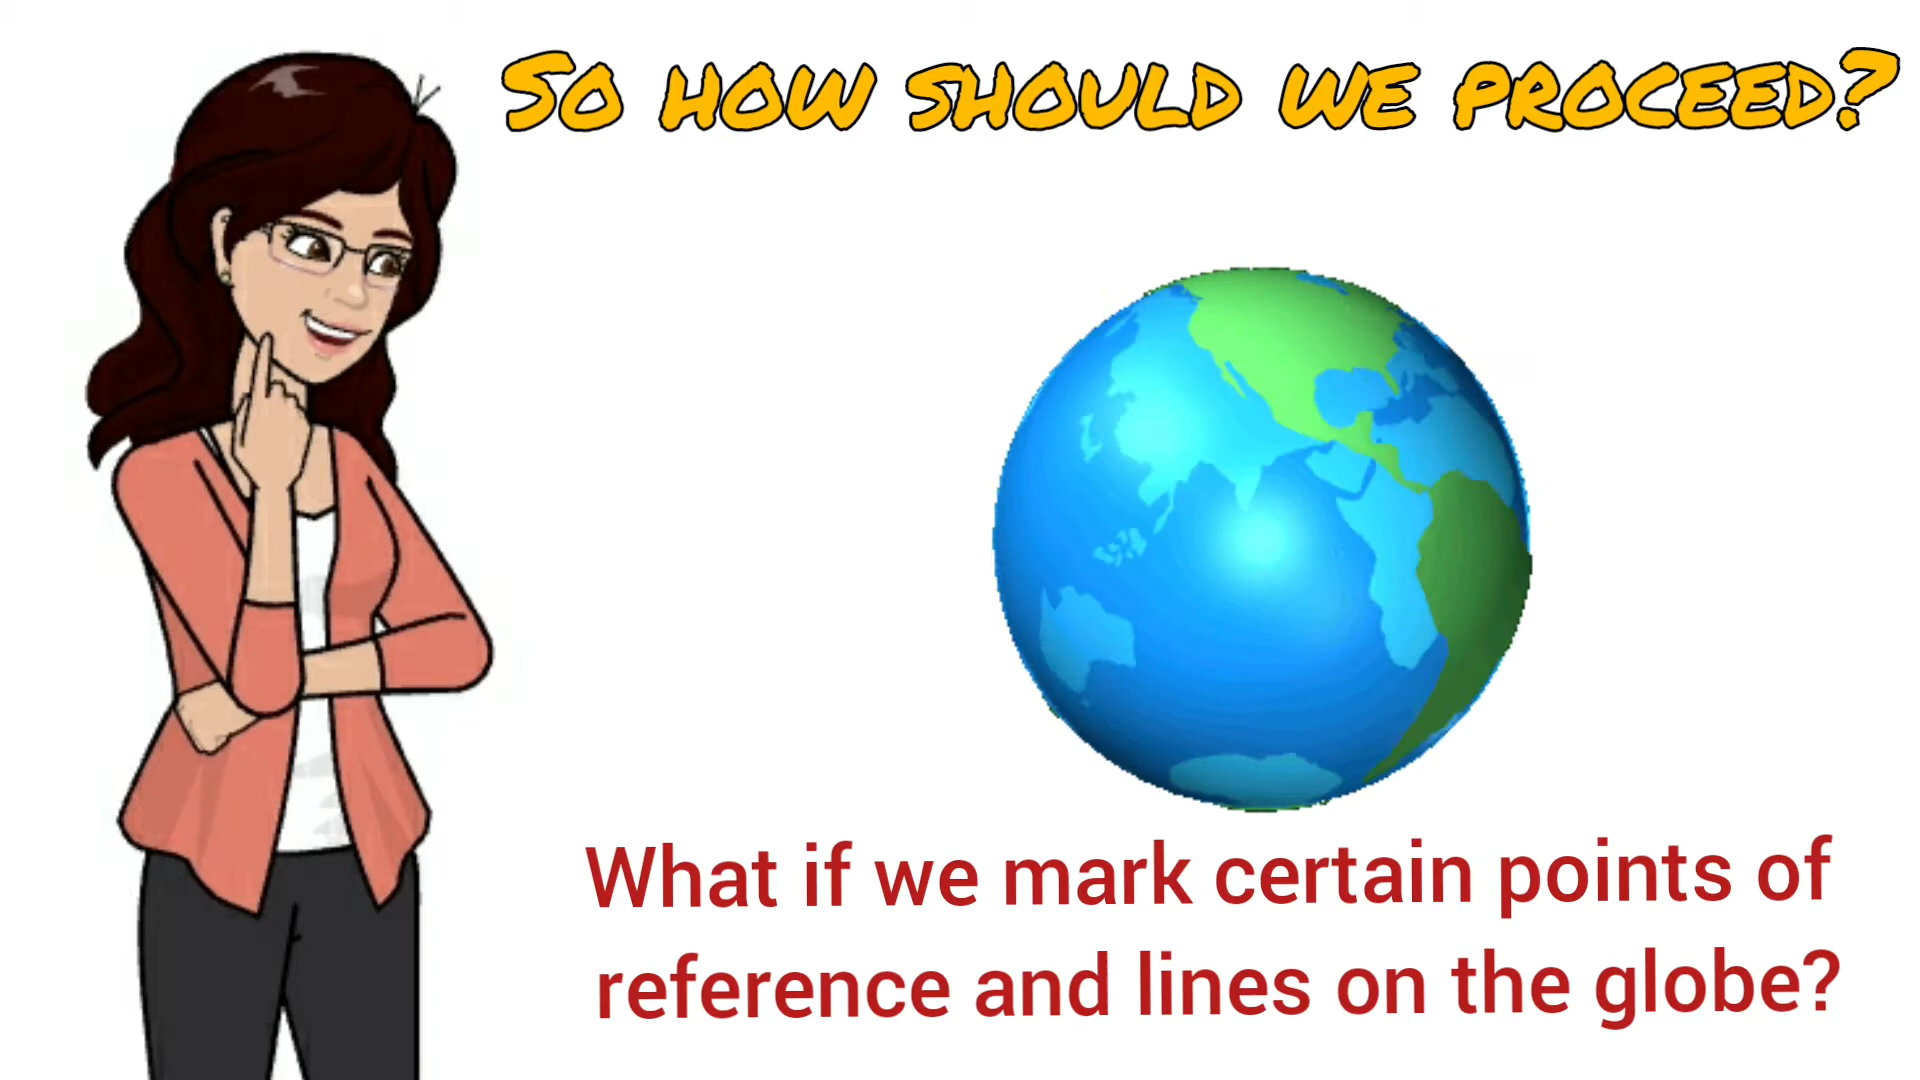 So how should we proceed?
What if we mark certain points of
reference and lines on the globe?